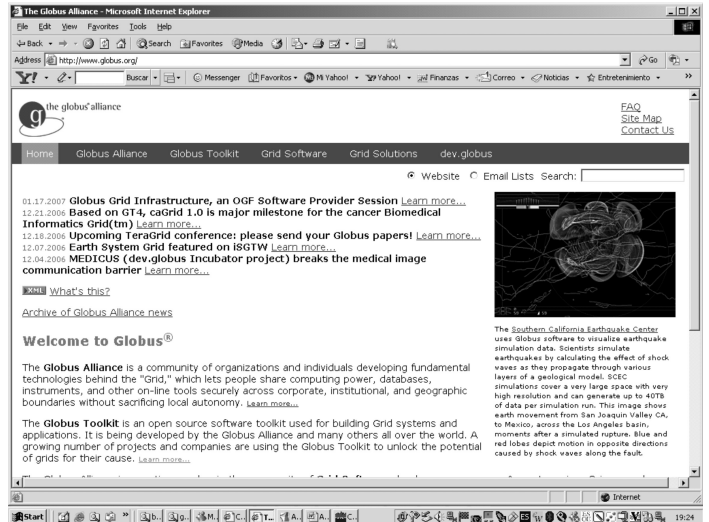 The Globus Alliance - Microsoft Internet Explorer
File Edit View Favorites Tools Help
Back Search Favorites Media
Address http://www.globus.org/ Go
Y! Buscar Messenger Favoritos Mi Yahoo! Yahoo! Finanzas Correo Noticias Entretenimiento »
g the globus alliance
FAQ
Site Map
Contact Us
Home Globus Alliance Globus Toolkit Grid Software Grid Solutions dev.globus
Website Email Lists Search:
01.17.2007 Globus Grid Infrastructure, an OGF Software Provider Session Learn more...
12.21.2006 Based on GT4, caGrid 1.0 is major milestone for the cancer Biomedical
Informatics Grid(tm) Learn more...
12.18.2006 Upcoming TeraGrid conference: please send your Globus papers! Learn more...
12.07.2006 Earth System Grid featured on iSGTW Learn more...
12.04.2006 MEDICUS (dev.globus Incubator project) breaks the medical image
communication barrier Learn more...
XML What's this?
Archive of Globus Alliance news
Welcome to Globus®
The Globus Alliance is a community of organizations and individuals developing fundamental
technologies behind the "Grid," which lets people share computing power, databases,
instruments, and other on-line tools securely across corporate, institutional, and geographic
boundaries without sacrificing local autonomy. Learn more...
The Globus Toolkit is an open source software toolkit used for building Grid systems and
applications. It is being developed by the Globus Alliance and many others all over the world. A
growing number of projects and companies are using the Globus Toolkit to unlock the potential
of grids for their cause. Learn more...
The Southern California Earthquake Center
uses Globus software to visualize earthquake
simulation data. Scientists simulate
earthquakes by calculating the effect of shock
waves as they propagate through various
layers of a geological model. SCEC
simulations cover a very large space with very
high resolution and can generate up to 40TB
of data per simulation run. This image shows
earth movement from San Joaquin Valley CA,
to Mexico, across the Los Angeles basin,
moments after a simulated rupture. Blue and
red lobes depict motion in opposite directions
caused by shock waves along the fault.
Internet
Start » b.. g.. M.. C.. T... A.. A.. C.. ES 19:24